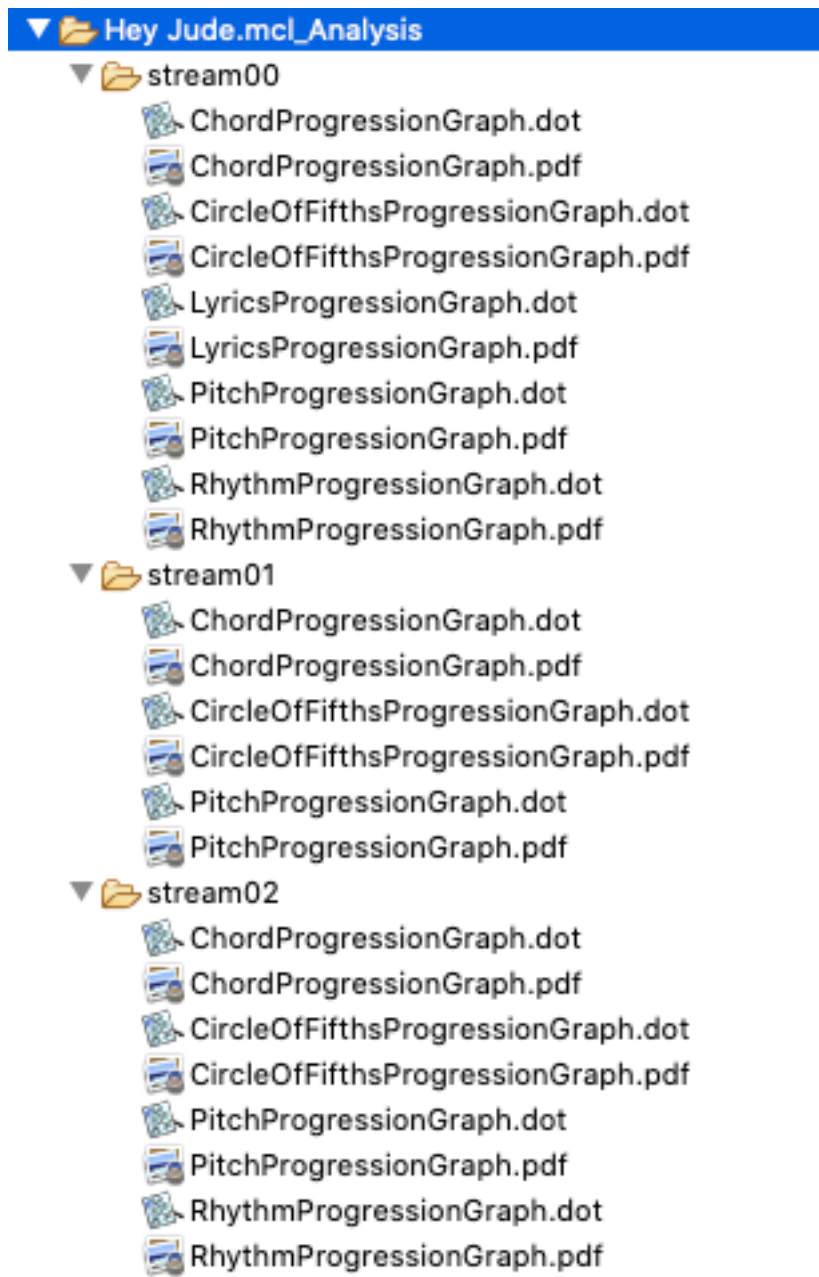 Hey Jude.mcl_Analysis
stream00
ChordProgressionGraph.dot
ChordProgressionGraph.pdf
CircleOfFifthsProgressionGraph.dot
CircleOfFifthsProgressionGraph.pdf
LyricsProgressionGraph.dot
LyricsProgressionGraph.pdf
PitchProgressionGraph.dot
PitchProgressionGraph.pdf
RhythmProgressionGraph.dot
RhythmProgressionGraph.pdf
stream01
ChordProgressionGraph.dot
ChordProgressionGraph.pdf
CircleOfFifthsProgressionGraph.dot
CircleOfFifthsProgressionGraph.pdf
PitchProgressionGraph.dot
PitchProgressionGraph.pdf
stream02
ChordProgressionGraph.dot
ChordProgressionGraph.pdf
CircleOfFifthsProgressionGraph.dot
CircleOfFifthsProgressionGraph.pdf
PitchProgressionGraph.dot
PitchProgressionGraph.pdf
RhythmProgressionGraph.dot
RhythmProgressionGraph.pdf